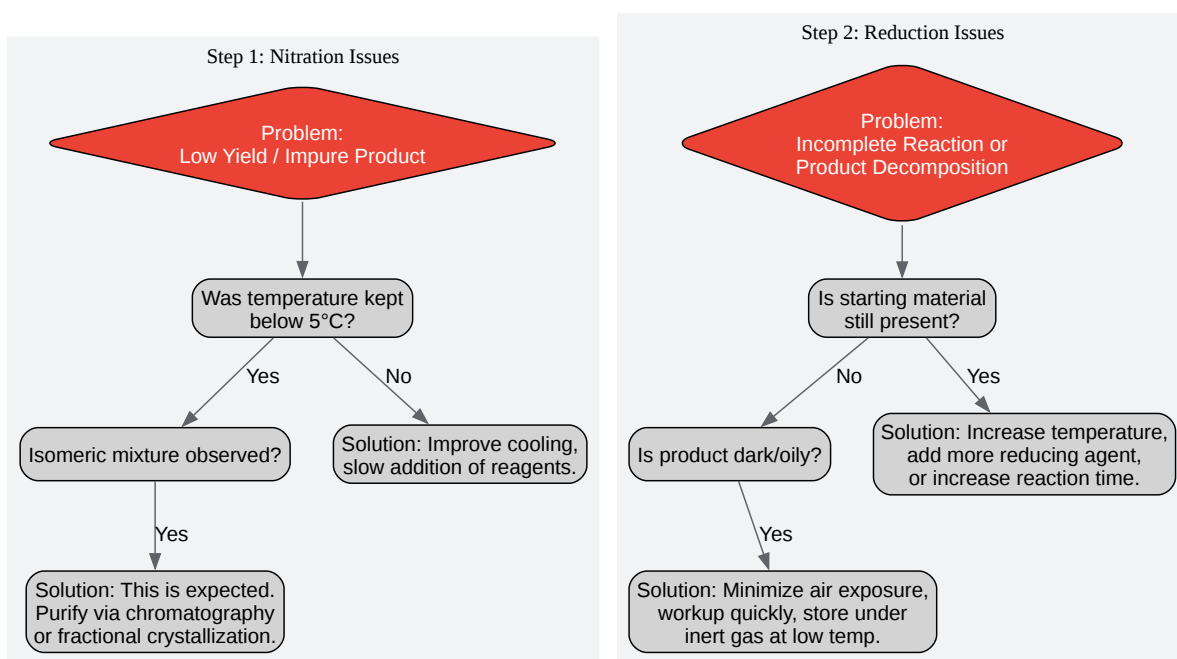 Step 1: Nitration Issues
Problem:
Low Yield / Impure Product
Was temperature kept
below 5°C?
Yes
No
Isomeric mixture observed?
Solution: Improve cooling,
slow addition of reagents.
Yes
Solution: This is expected.
Purify via chromatography
or fractional crystallization.
Step 2: Reduction Issues
Problem:
Incomplete Reaction or
Product Decomposition
Is starting material
still present?
No
Yes
Is product dark/oily?
Solution: Increase temperature,
add more reducing agent,
or increase reaction time.
Yes
Solution: Minimize air exposure,
workup quickly, store under
inert gas at low temp.